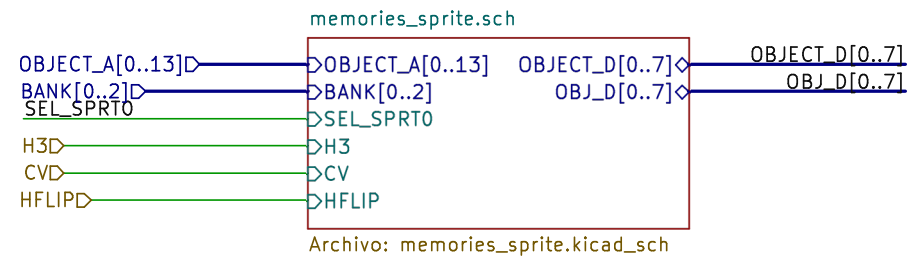 memories_sprite.sch
OBJECT_A[0..13] OBJECT_A[0..13] OBJECT_D[0..7] OBJECT_D[0..7]
BANK[0..2] BANK[0..2] OBJ_D[0..7] OBJ_D[0..7]
SEL_SPRT0 SEL_SPRT0
H3 H3
CV CV
HFLIP HFLIP
Archivo: memories_sprite.kicad_sch